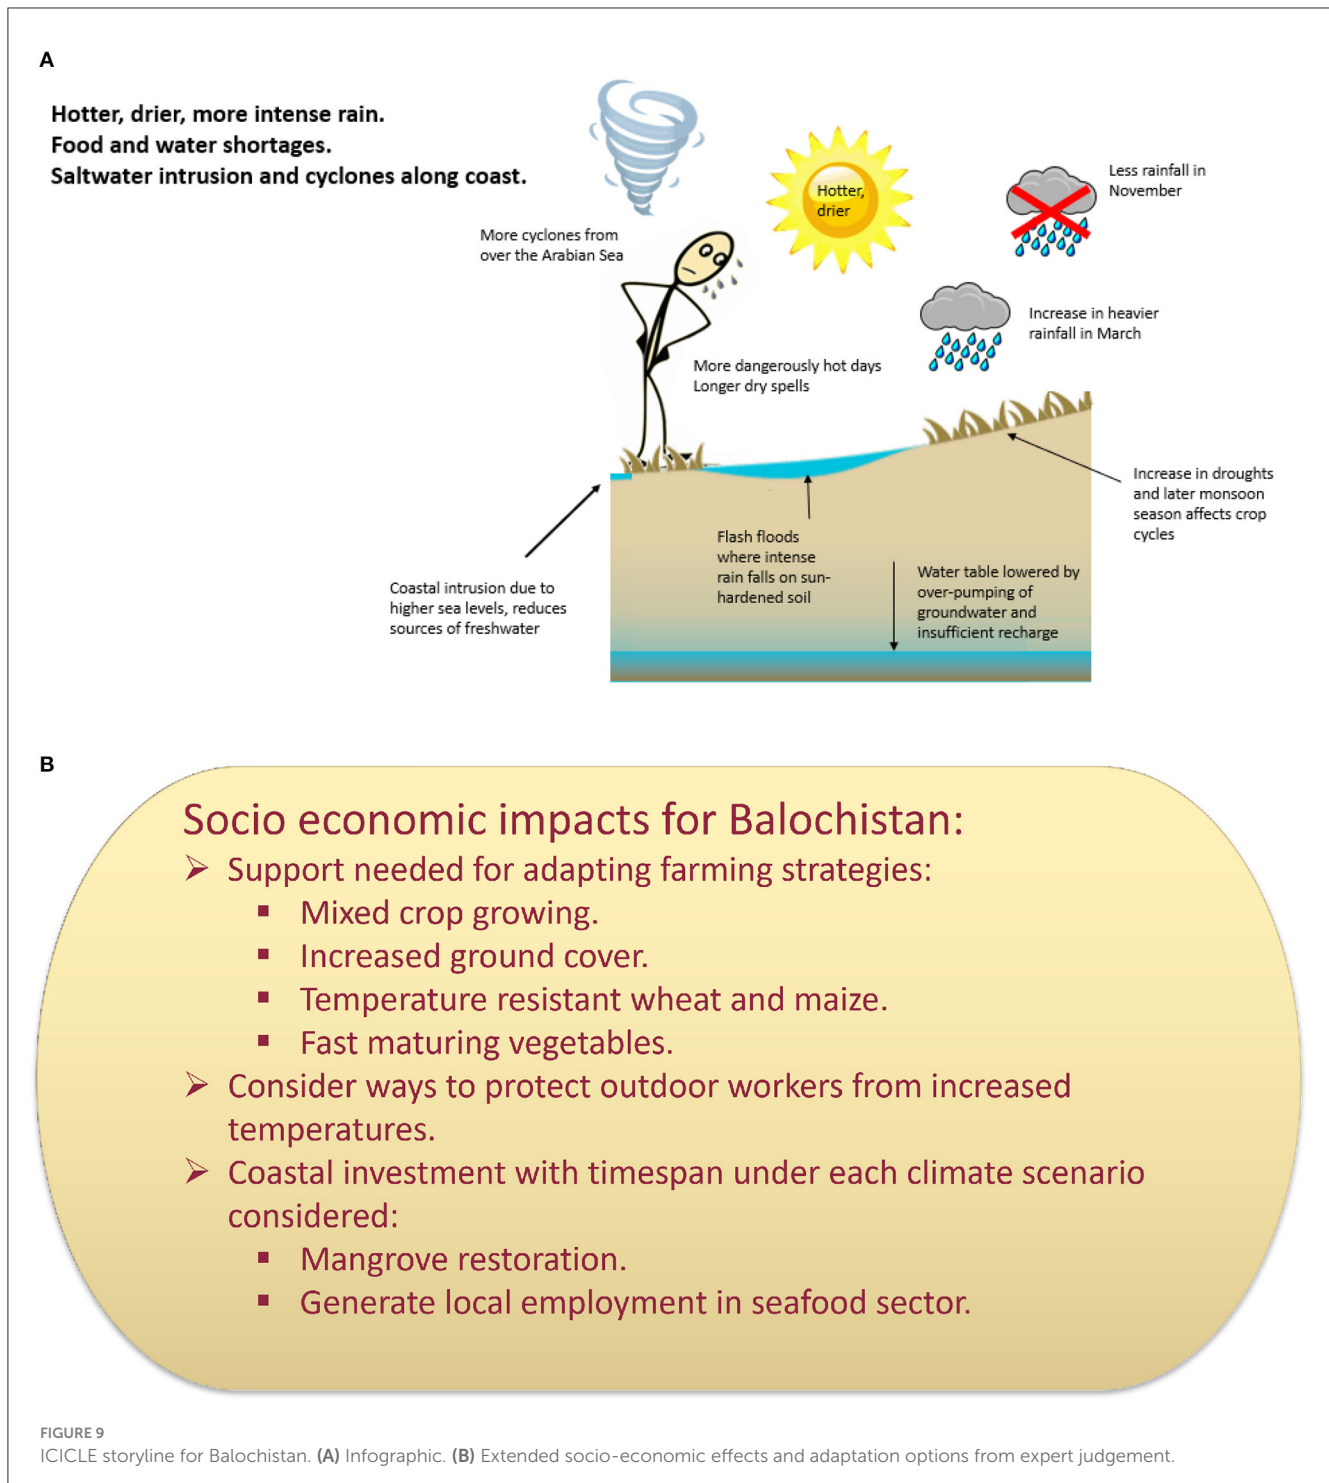 A
Hotter, drier, more intense rain.
Food and water shortages.
Saltwater intrusion and cyclones along coast.
More cyclones from
over the Arabian Sea
Hotter,
drier
Less rainfall in
November
Increase in heavier
rainfall in March
More dangerously hot days
Longer dry spells
Increase in droughts
and later monsoon
season affects crop
cycles
Flash floods
where intense
rain falls on sun-
hardened soil
Water table lowered by
over-pumping of
groundwater and
insufficient recharge
Coastal intrusion due to
higher sea levels, reduces
sources of freshwater
B
Socio economic impacts for Balochistan:
➢ Support needed for adapting farming strategies:
▪ Mixed crop growing.
▪ Increased ground cover.
▪ Temperature resistant wheat and maize.
▪ Fast maturing vegetables.
➢ Consider ways to protect outdoor workers from increased
temperatures.
➢ Coastal investment with timespan under each climate scenario
considered:
▪ Mangrove restoration.
▪ Generate local employment in seafood sector.
FIGURE 9
ICICLE storyline for Balochistan. (A) Infographic. (B) Extended socio-economic effects and adaptation options from expert judgement.